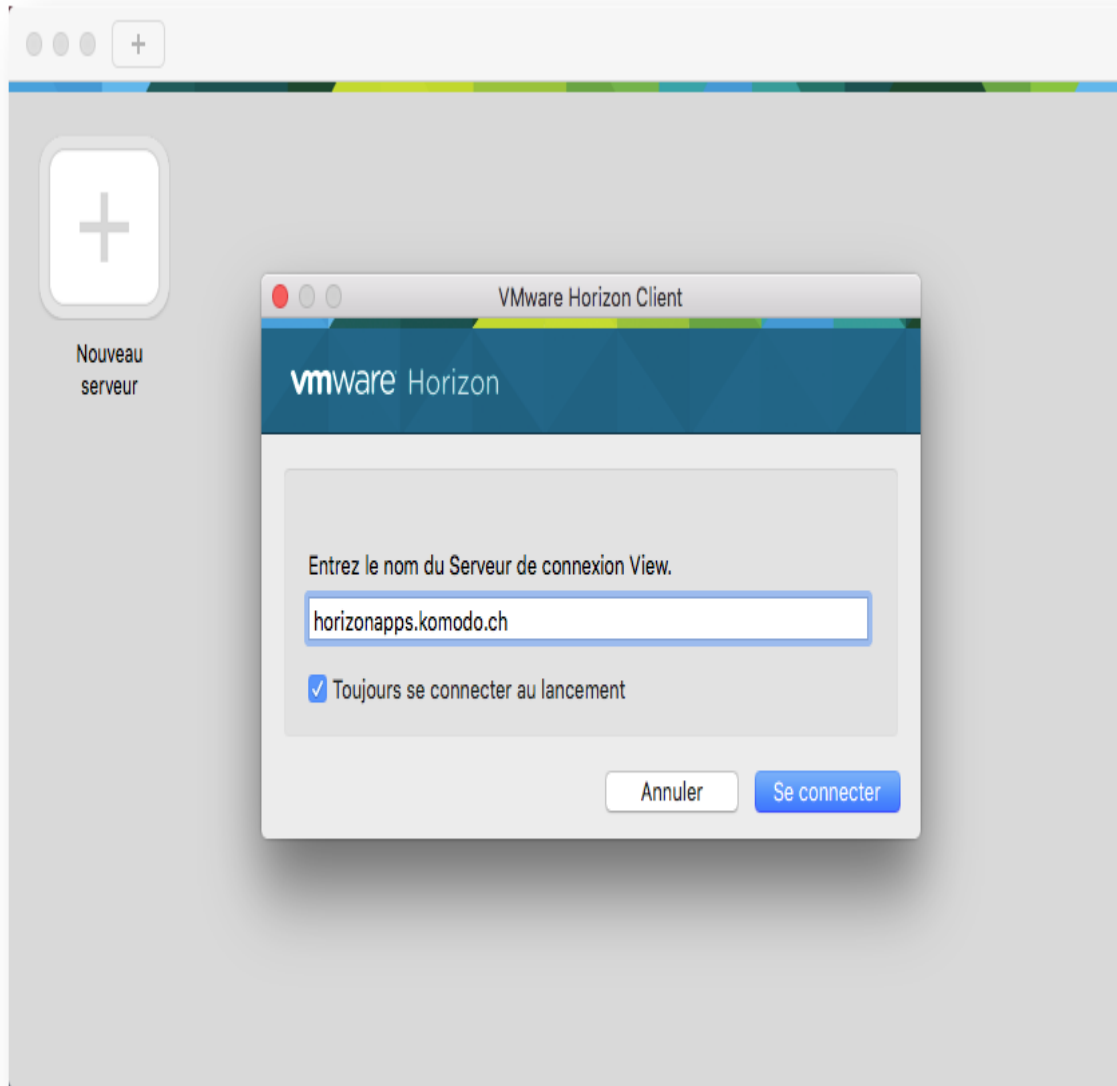 VMware Horizon Client
vmware Horizon
Nouveau
serveur
Entrez le nom du Serveur de connexion View.
horizonapps.komodo.ch
Toujours se connecter au lancement
Annuler
Se connecter